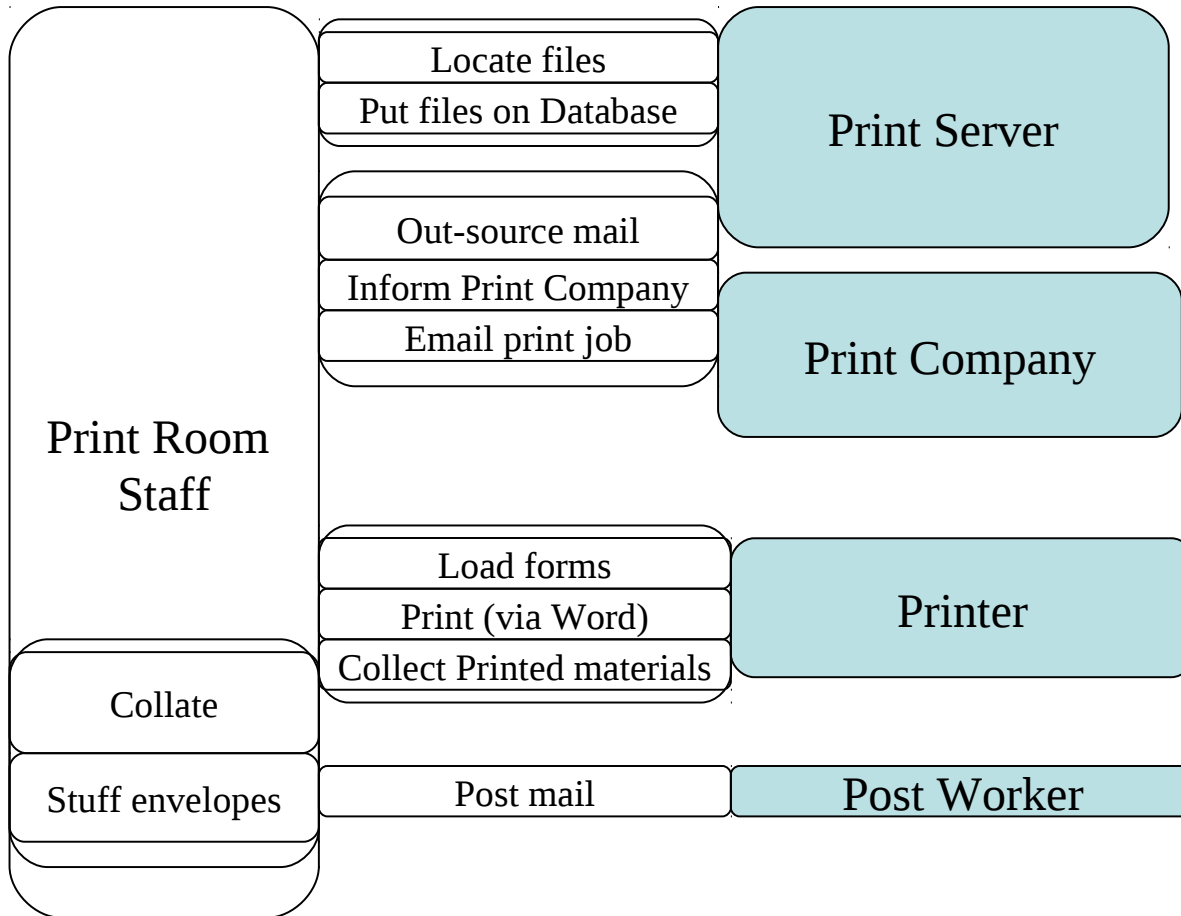 Locate files
Put files on Database
Print Server
Out-source mail
Inform Print Company
Email print job
Print Company
Print Room
Staff
Load forms
Print (via Word)
Collect Printed materials
Printer
Collate
Stuff envelopes
Post mail
Post Worker